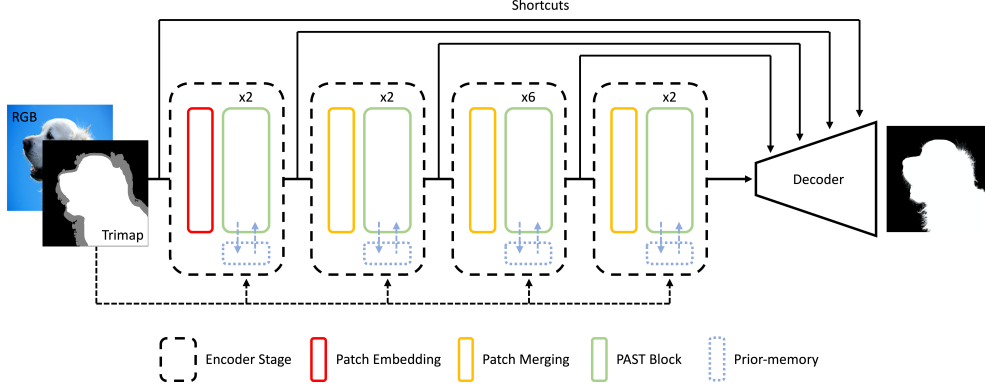 Shortcuts
x2
x2
x6
x2
RGB
Trimap
Decoder
Encoder Stage
Patch Embedding
Patch Merging
PAST Block
Prior-memory